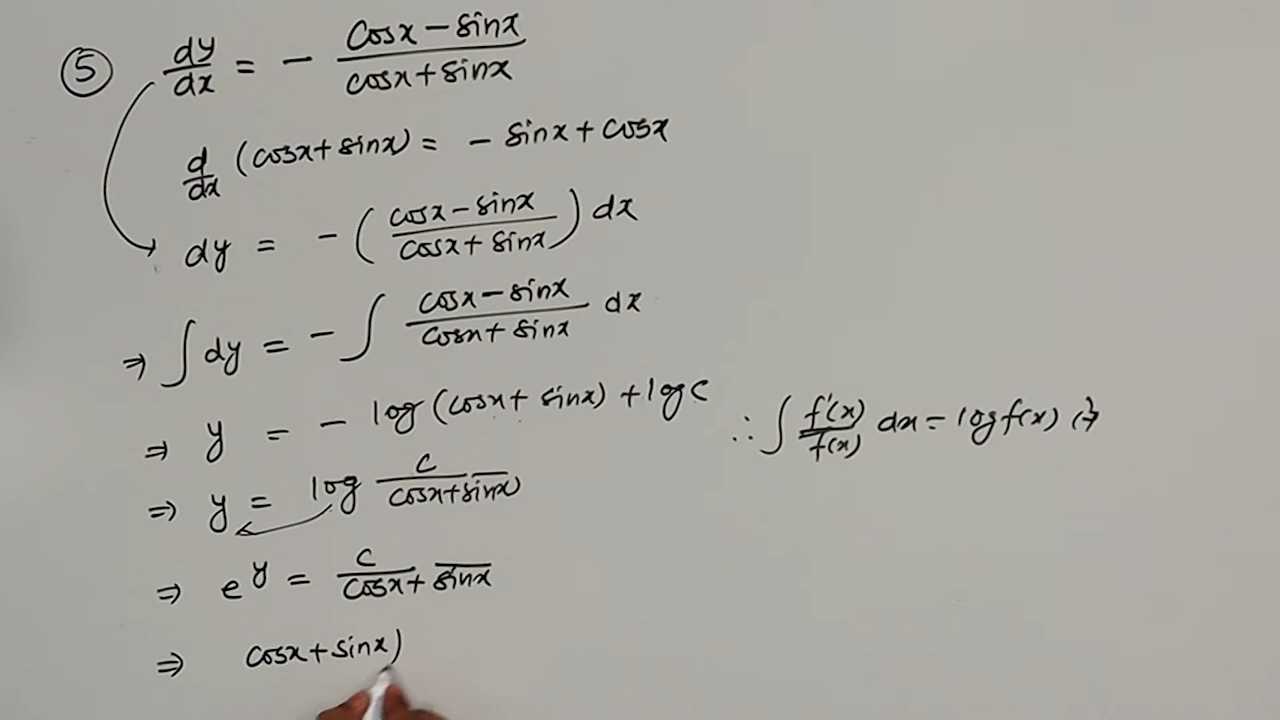 ⑤ dy/dx = - (cosx - sinx)/(cosx + sinx)
d/dx (cosx + sinx) = - sinx + cosx
dy = - ((cosx - sinx)/(cosx + sinx)) dx
⇒ ∫ dy = - ∫ (cosx - sinx)/(cosx + sinx) dx
⇒ y = - log (cosx + sinx) + log c
∴ ∫ f'(x)/f(x) dx = log f(x)
⇒ y = log c/(cosx + sinx)
⇒ e^y = c/(cosx + sinx)
⇒ cosx + sinx)